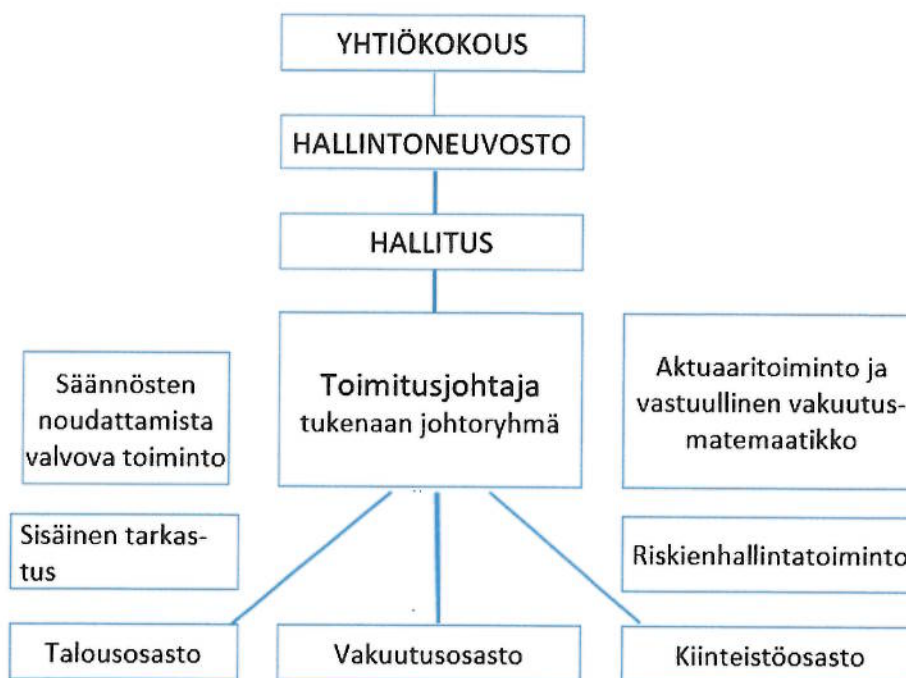 YHTIÖKOKOUS
HALLINTONEUVOSTO
HALLITUS
Toimitusjohtaja
tukenaan johtoryhmä
Säännösten
noudattamista
valvova toiminto
Aktuaaritoiminto ja
vastuullinen vakuutus-
matemaatikko
Sisäinen tarkas-
tus
Riskienhallintatoiminto
Talousosasto
Vakuutusosasto
Kiinteistöosasto